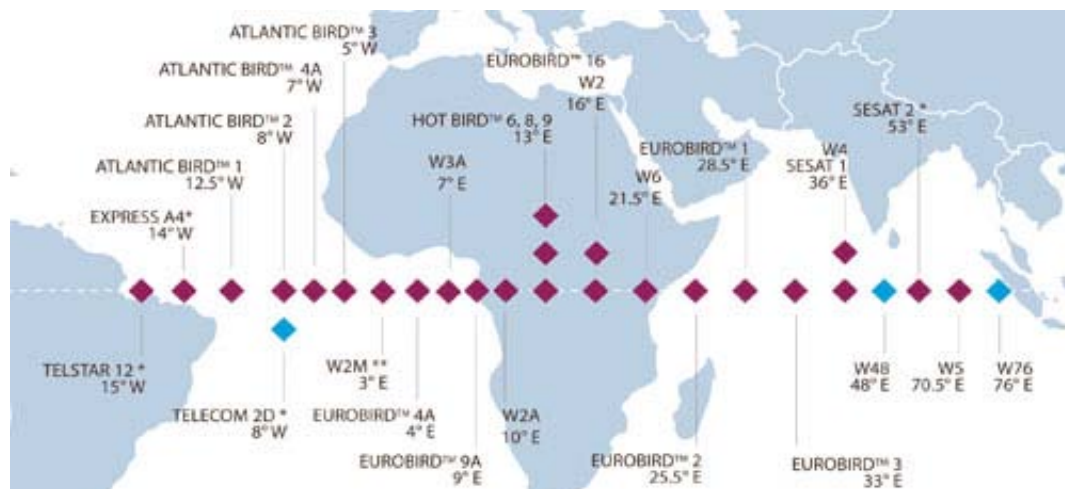 ATLANTIC BIRD™ 3
5° W
ATLANTIC BIRD™ 4A
7° W
ATLANTIC BIRD™ 2
8° W
ATLANTIC BIRD™ 1
12.5° W
EXPRESS A4*
14° W
EUROBIRD™ 16
W2
16° E
HOT BIRD™ 6, 8, 9
13° E
W3A
7° E
W6
21.5° E
EUROBIRD™ 1
28.5° E
W4
SESAT 1
36° E
SESAT 2 *
53° E
TELSTAR 12 *
15° W
TELECOM 2D *
8° W
W2M **
3° E
EUROBIRD™ 4A
4° E
EUROBIRD™ 9A
9° E
W2A
10° E
EUROBIRD™ 2
25.5° E
EUROBIRD™ 3
33° E
W48
48° E
W5
70.5° E
W76
76° E